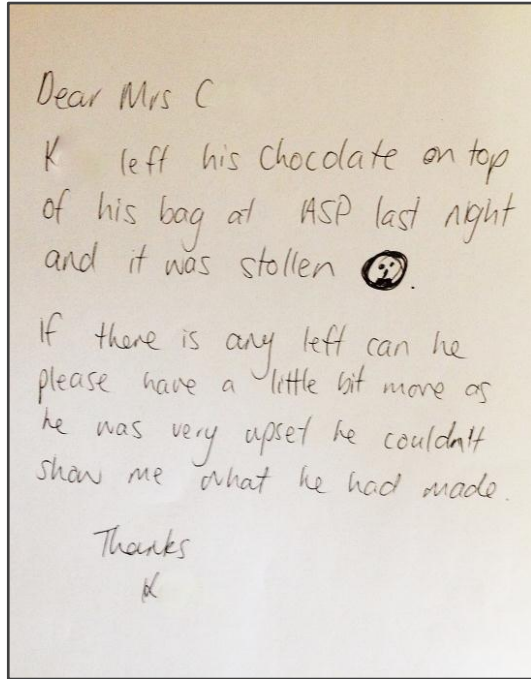 Dear Mrs C
K left his chocolate on top
of his bag at ASP last night
and it was stollen
If there is any left can he
please have a little bit more as
he was very upset he couldn't
show me what he had made.
Thanks
K